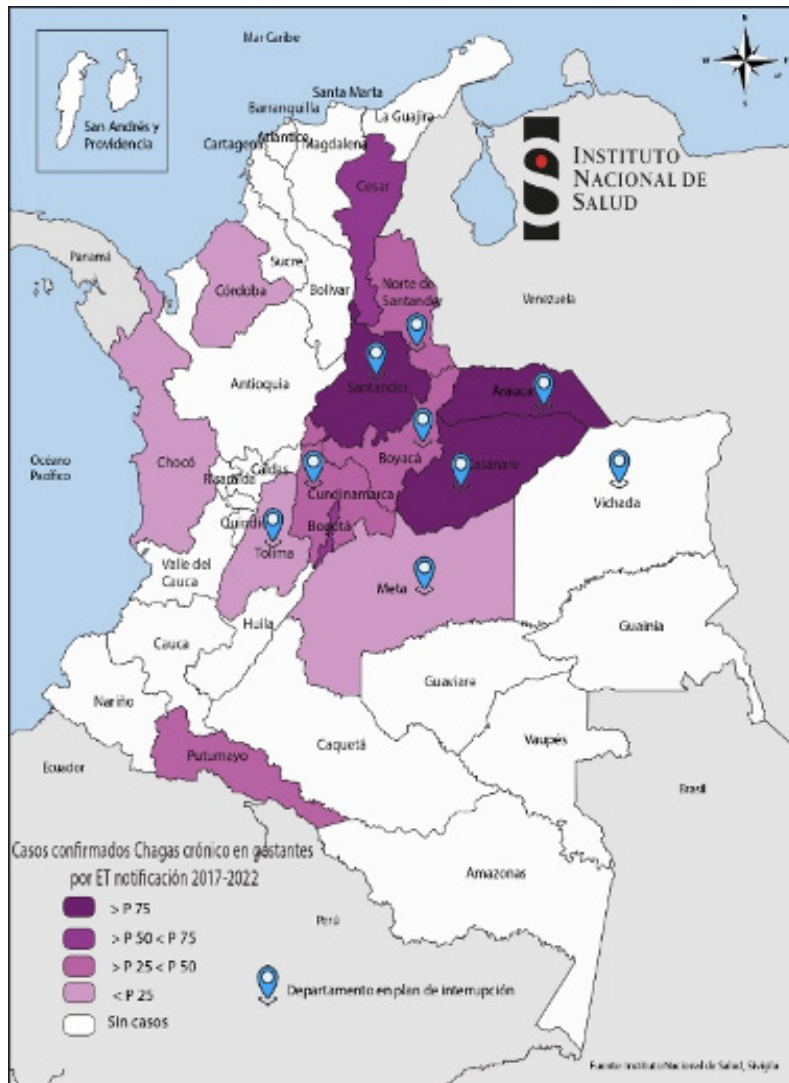 Mar Caribe
N
W
S
San Andrés y
Providencia
Santa Marta
Barranquilla
La Guajira
Atlántico
Cartagena
Magdalena
INSTITUTO
NACIONAL DE
SALUD
Cesar
Panamá
Sucre
Norte de
Santander
Córdoba
Bolívar
Venezuela
Antioquia
Santander
Arauca
Océano
Pacífico
Chocó
Boyacá
Casanare
Caldas
Risaralda
Cundinamarca
Vichada
Quindío
Bogotá
Tolima
Valle del
Cauca
Meta
Huila
Guainía
Cauca
Guaviare
Nariño
Caquetá
Vaupés
Putumayo
Ecuador
Brasil
Casos confirmados Chagas crónico en gestantes
por ET notificación 2017-2022
Amazonas
> P 75
Perú
> P 50 < P 75
> P 25 < P 50
Departamento en plan de interrupción
< P 25
Sin casos
Fuente: Instituto Nacional de Salud, Sivigila